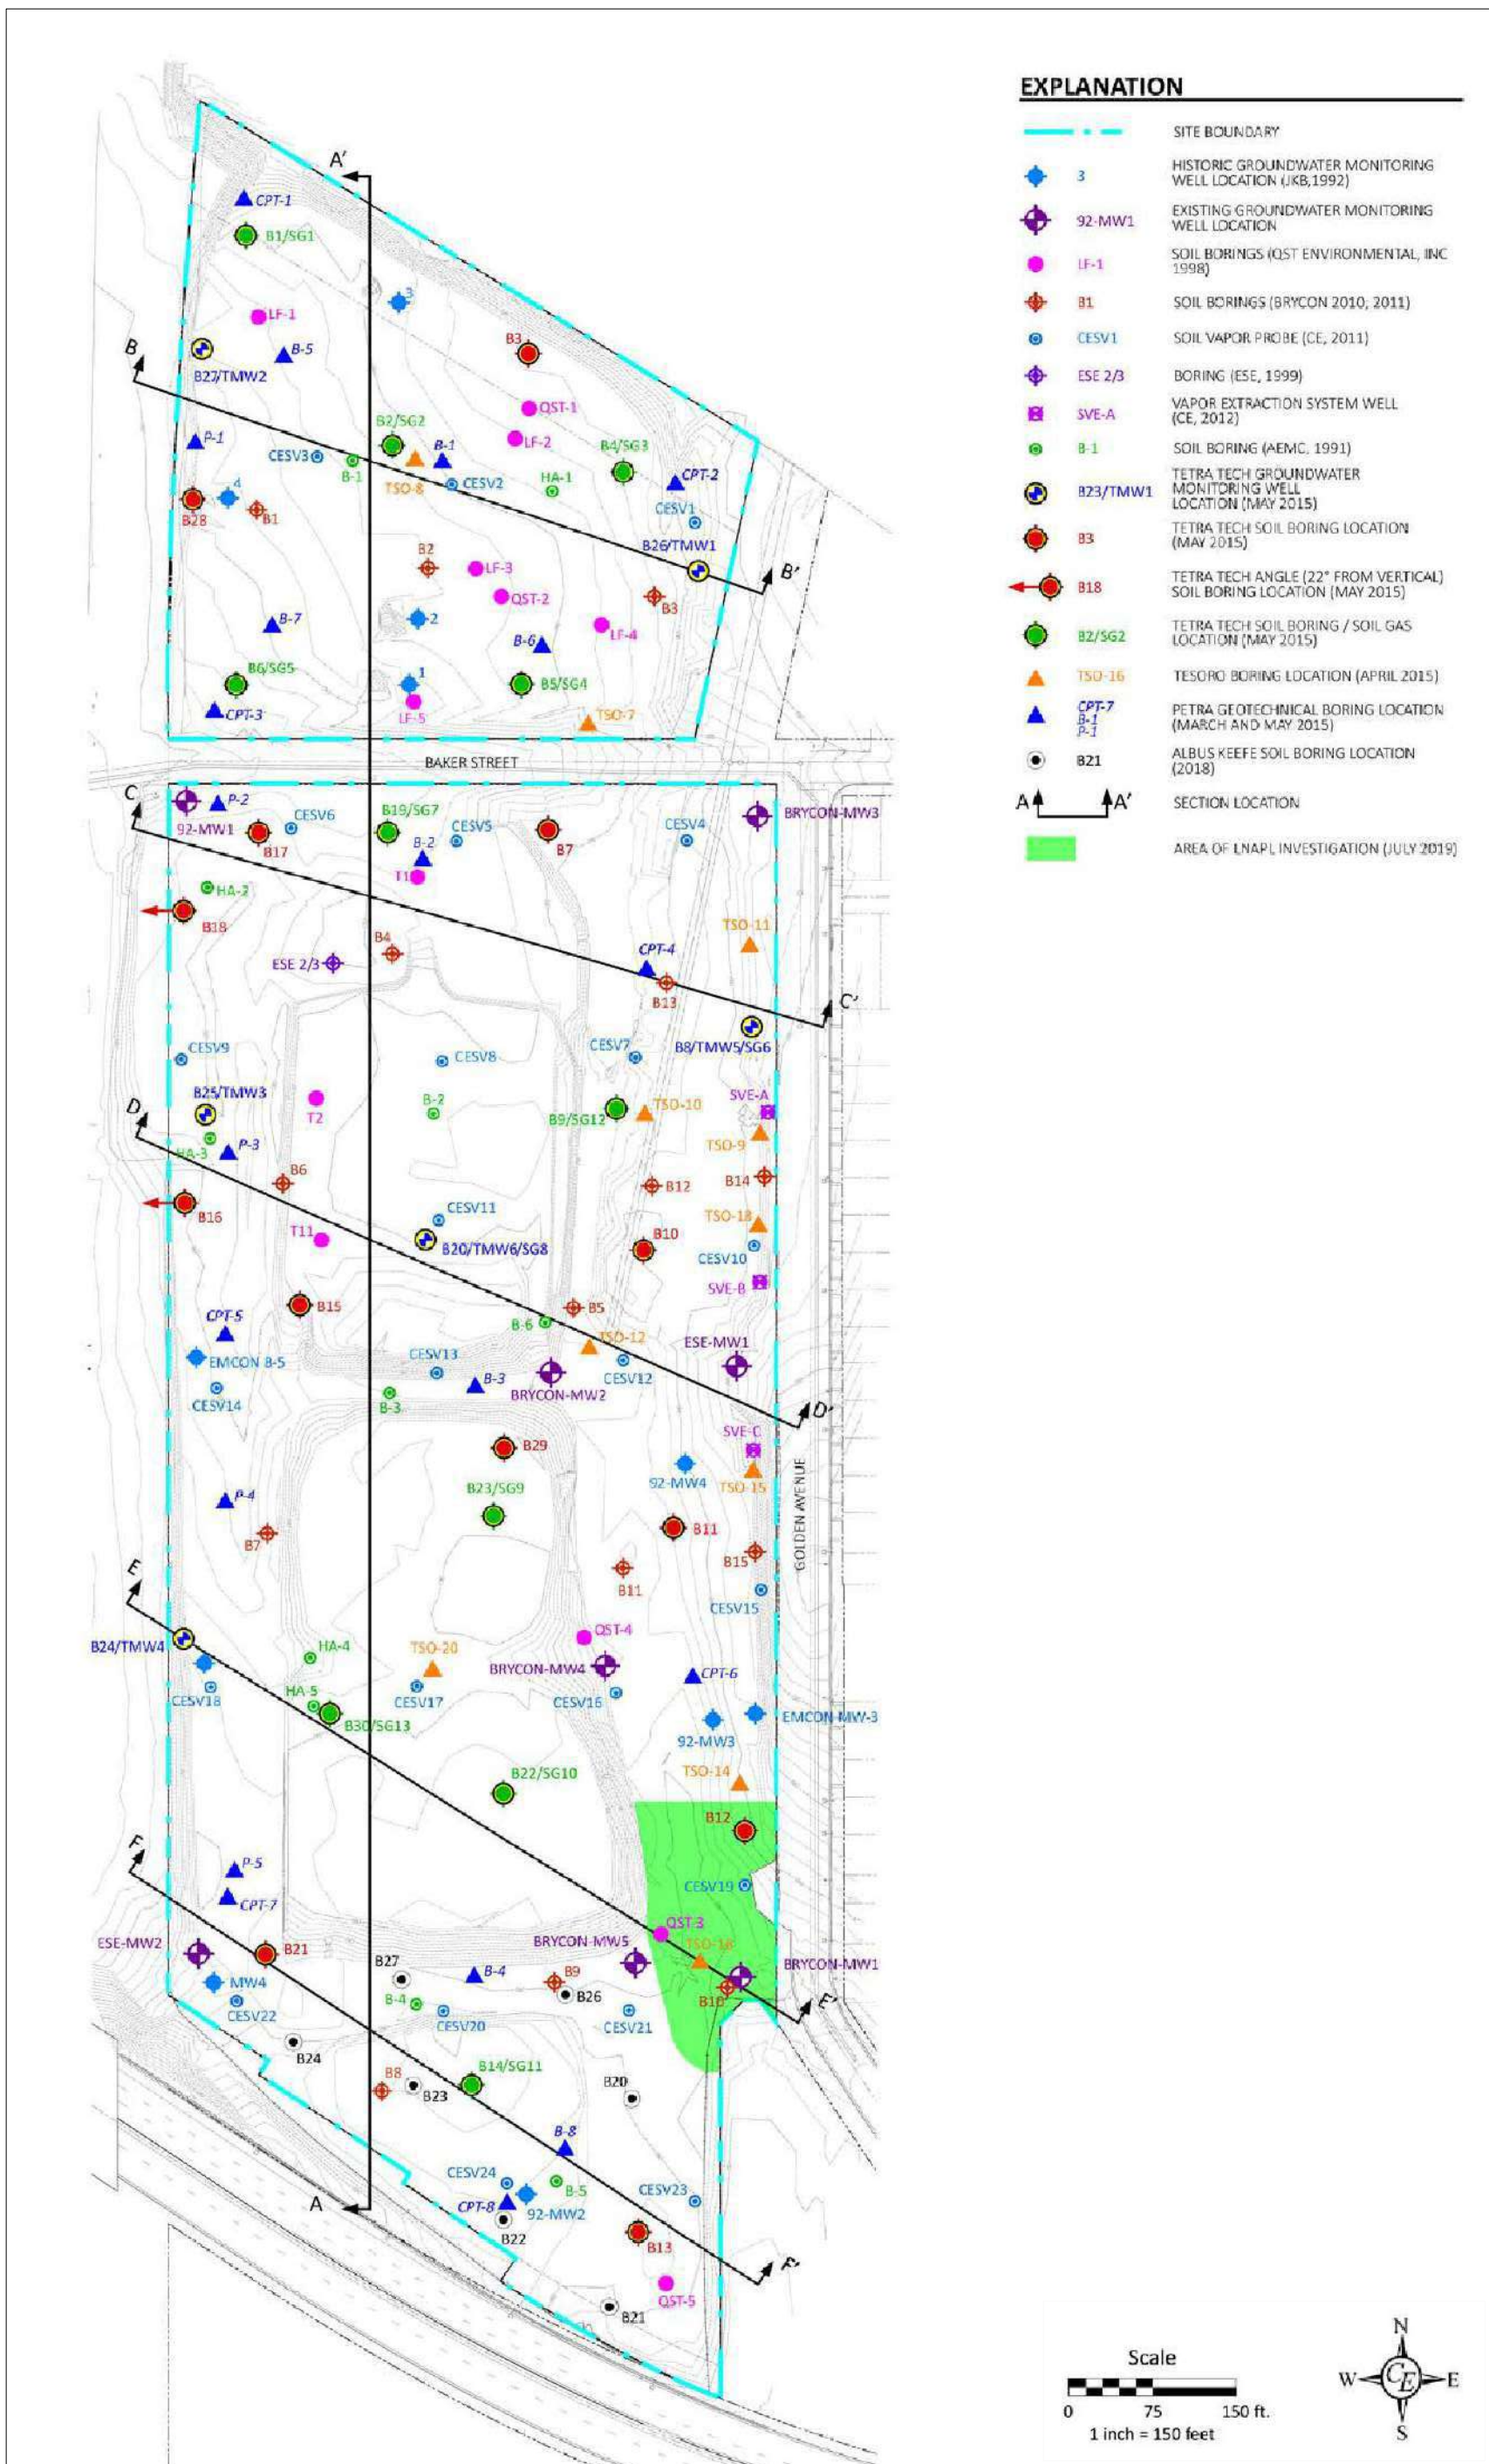 EXPLANATION
SITE BOUNDARY
3
HISTORIC GROUNDWATER MONITORING
WELL LOCATION (JKB,1992)
92-MW1
EXISTING GROUNDWATER MONITORING
WELL LOCATION
LF-1
SOIL BORINGS (QST ENVIRONMENTAL, INC
1998)
B1
SOIL BORINGS (BRYCON 2010, 2011)
CESV1
SOIL VAPOR PROBE (CE, 2011)
ESE 2/3
BORING (ESE, 1999)
SVE-A
VAPOR EXTRACTION SYSTEM WELL
(CE, 2012)
B-1
SOIL BORING (AEMC, 1991)
B23/TMW1
TETRA TECH GROUNDWATER
MONITORING WELL
LOCATION (MAY 2015)
B3
TETRA TECH SOIL BORING LOCATION
(MAY 2015)
B18
TETRA TECH ANGLE (22° FROM VERTICAL)
SOIL BORING LOCATION (MAY 2015)
B2/SG2
TETRA TECH SOIL BORING / SOIL GAS
LOCATION (MAY 2015)
TSO-16
TESORO BORING LOCATION (APRIL 2015)
CPT-7
B-1
P-1
PETRA GEOTECHNICAL BORING LOCATION
(MARCH AND MAY 2015)
B21
ALBUS KEEFE SOIL BORING LOCATION
(2018)
A A'
SECTION LOCATION
AREA OF LNAPL INVESTIGATION (JULY 2019)
A'
CPT-1
B1/SG1
3
LF-1
B3
B
B-5
B27/TMW2
QST-1
B2/SG2
LF-2
P-1
B-1
B4/SG3
CESV3
B-1
TSO-8
CESV2
HA-1
CPT-2
4
B28
B1
CESV1
B26/TMW1
B2
LF-3
B'
QST-2
B3
2
B-7
LF-4
B-6
B6/SG5
1
B5/SG4
CPT-3
LF-5
TSO-7
BAKER STREET
C
P-2
B19/SG7
92-MW1
CESV6
CESV5
CESV4
BRYCON-MW3
B17
B-2
B7
T1
HA-2
B18
TSO-11
B4
CPT-4
ESE 2/3
B13
C'
CESV9
CESV8
CESV7
B8/TMW5/SG6
B25/TMW3
SVE-A
D
T2
B-2
B9/SG12
TSO-10
TSO-9
HA-3
P-3
B6
B12
B14
B16
CESV11
TSO-13
T11
B20/TMW6/SG8
B10
CESV10
SVE-B
B15
B5
CPT-5
B-6
TSO-12
ESE-MW1
EMCON B-5
CESV13
CESV12
CESV14
B-3
BRYCON-MW2
B-3
D'
SVE-C
B29
92-MW4
TSO-15
GOLDEN AVENUE
P-4
B23/SG9
B7
B11
B15
E
B11
CESV15
QST-4
B24/TMW4
HA-4
TSO-20
BRYCON-MW4
CPT-6
CESV18
HA-5
CESV17
CESV16
B30/SG13
EMCON-MW-3
92-MW3
B22/SG10
TSO-14
B12
F
P-5
CPT-7
CESV19
QST-3
ESE-MW2
B21
BRYCON-MW5
BRYCON-MW1
B27
B-4
B9
MW4
B-4
B26
E'
CESV22
CESV20
CESV21
B24
B14/SG11
B8
B23
B20
B-8
A
CESV24
B-5
CESV23
CPT-8
92-MW2
B22
B13
F'
QST-5
B21
Scale
0 75 150 ft.
1 inch = 150 feet
N
W CE E
S